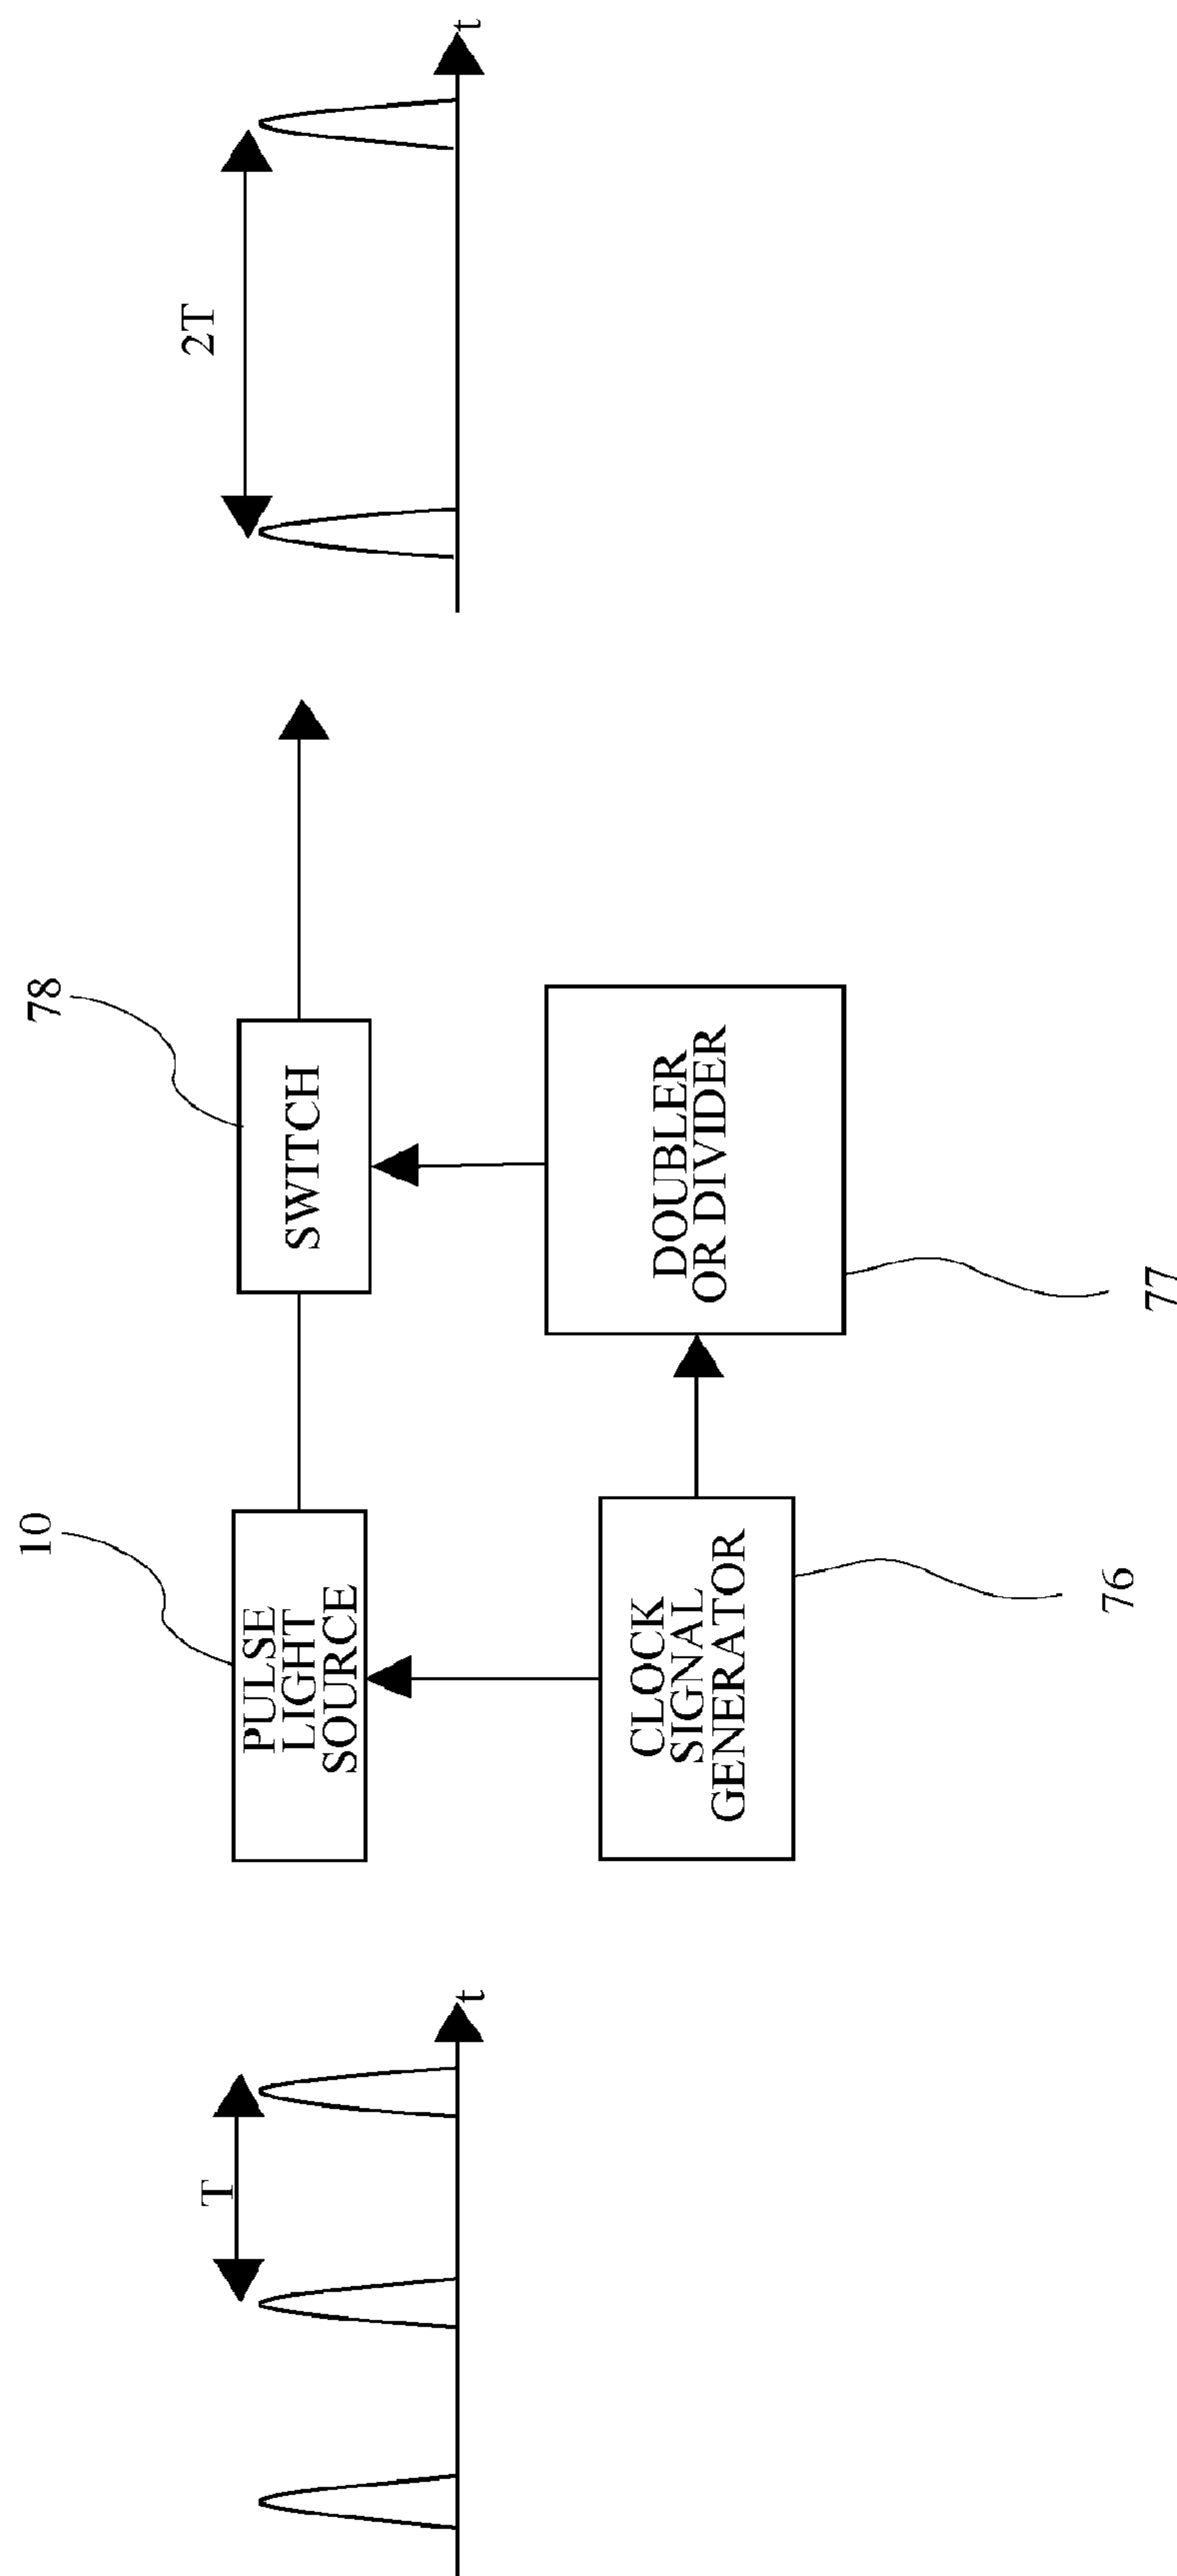 T
t
10
PULSE
LIGHT
SOURCE
78
SWITCH
CLOCK
SIGNAL
GENERATOR
76
DOUBLER
OR DIVIDER
77
2T
t